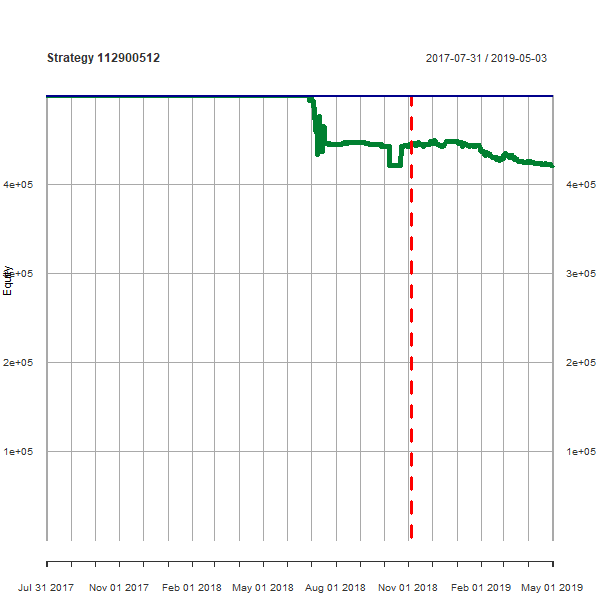 Strategy 112900512
2017-07-31 / 2019-05-03
4e+05 4e+05
Equity
3e+05 3e+05
2e+05 2e+05
1e+05 1e+05
Jul 31 2017 Nov 01 2017 Feb 01 2018 May 01 2018 Aug 01 2018 Nov 01 2018 Feb 01 2019 May 01 2019